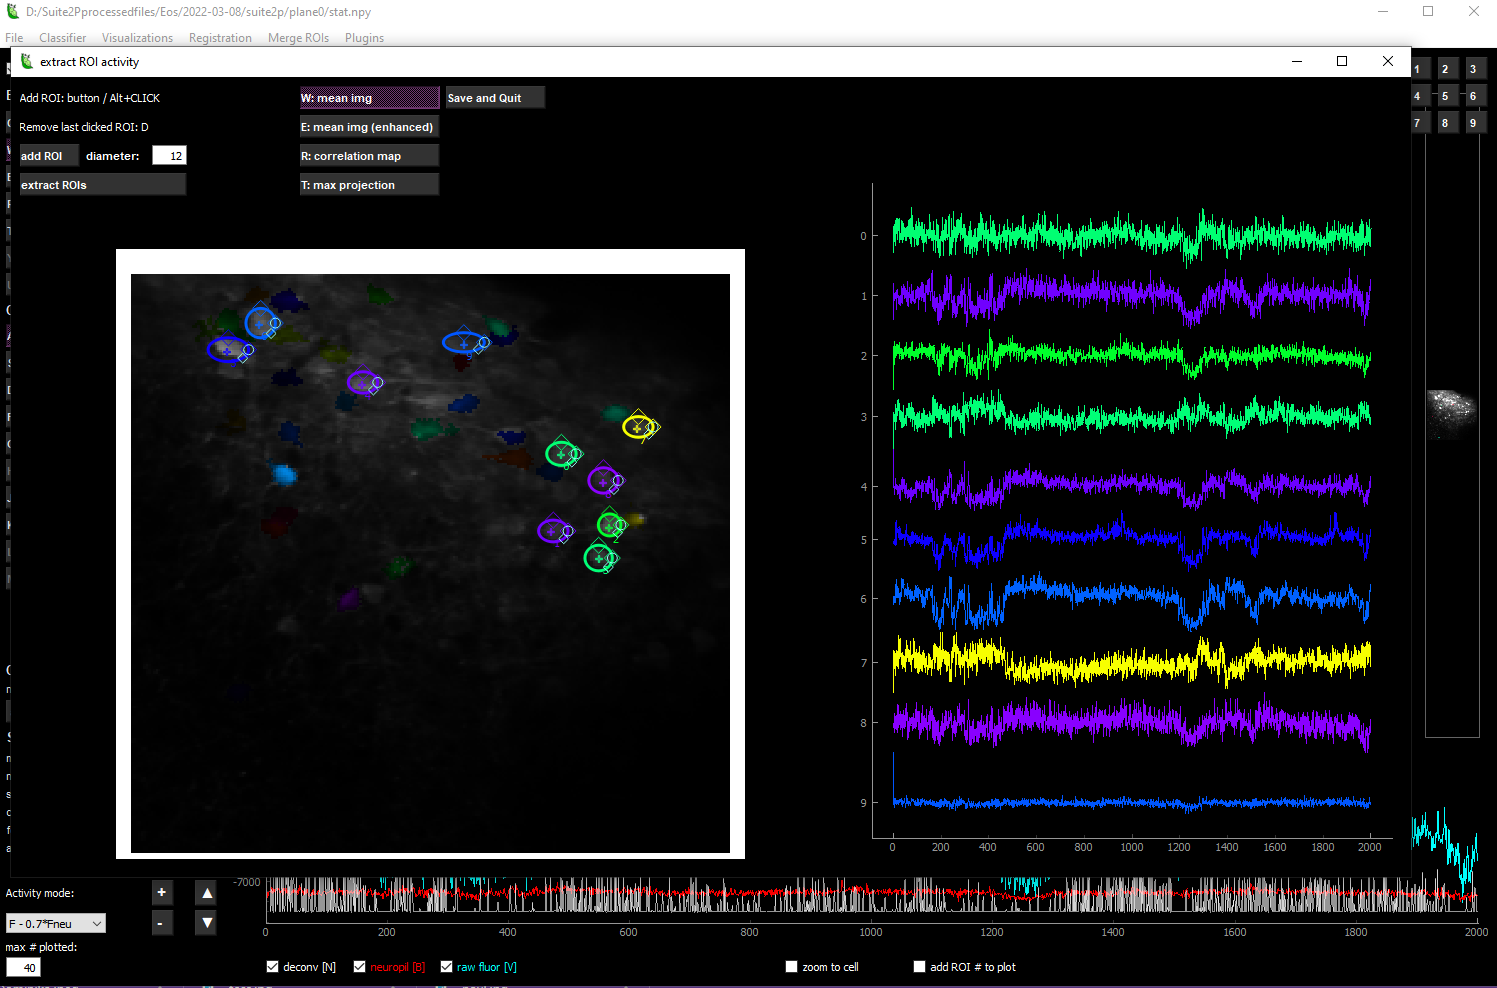 D:/Suite2Pprocessedfiles/Eos/2022-03-08/suite2p/plane0/stat.npy
File Classifier Visualizations Registration Merge ROIs Plugins
extract ROI activity
Add ROI: button / Alt+CLICK
W: mean img
Save and Quit
Remove last clicked ROI: D
E: mean img (enhanced)
add ROI diameter: 12
R: correlation map
extract ROIs
T: max projection
1 2 3
4 5 6
7 8 9
0
1
2
3
4
5
6
7
8
9
0 200 400 600 800 1000 1200 1400 1600 1800 2000
-7000
Activity mode:
+ ▲
F - 0.7*Fneu
- ▼
0 200 400 600 800 1000 1200 1400 1600 1800 2000
max # plotted:
40
deconv [N] neuropil [B] raw fluor [V] zoom to cell add ROI # to plot